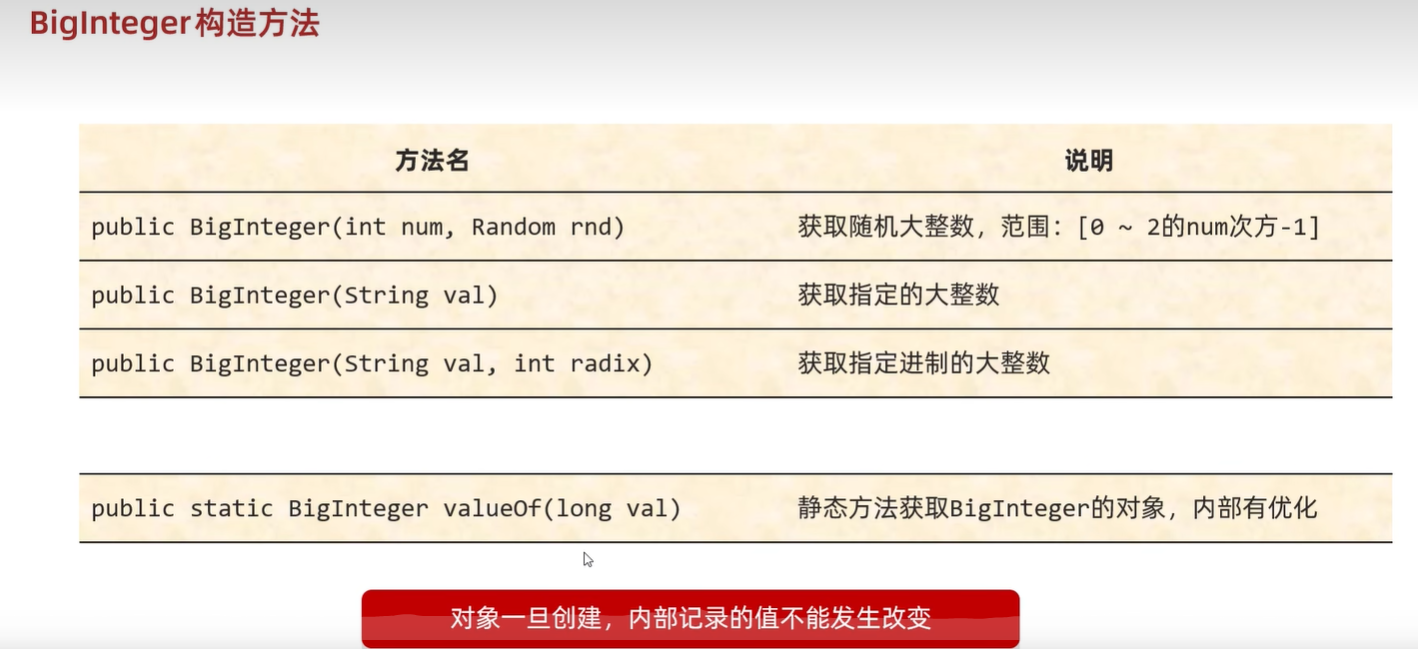 BigInteger构造方法
方法名 说明
public BigInteger(int num, Random rnd) 获取随机大整数，范围：[0 ~ 2的num次方-1]
public BigInteger(String val) 获取指定的大整数
public BigInteger(String val, int radix) 获取指定进制的大整数
public static BigInteger valueOf(long val) 静态方法获取BigInteger的对象，内部有优化
对象一旦创建，内部记录的值不能发生改变